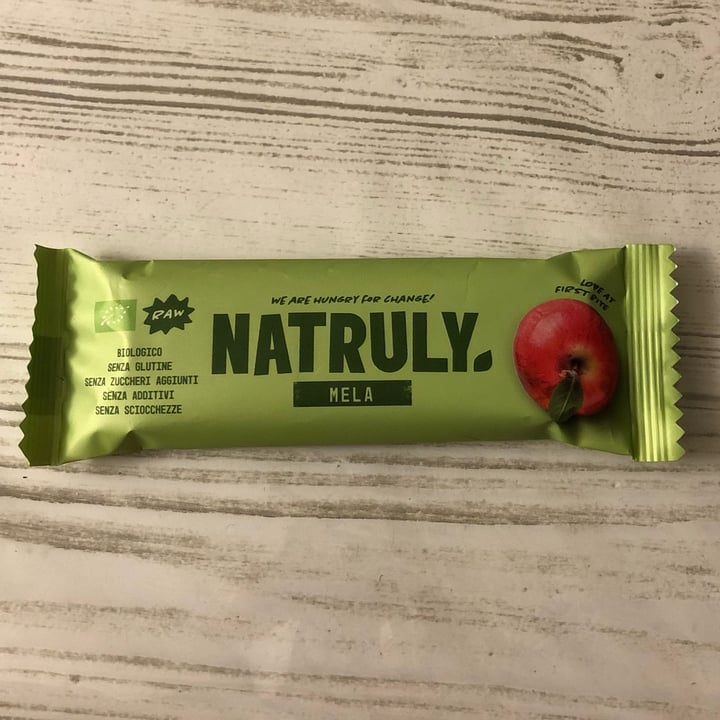 RAW
BIOLOGICO
SENZA GLUTINE
SENZA ZUCCHERI AGGIUNTI
SENZA ADDITIVI
SENZA SCIOCCHEZZE
WE ARE HUNGRY FOR CHANGE!
NATRULY.
MELA
LOVE AT
FIRST BITE